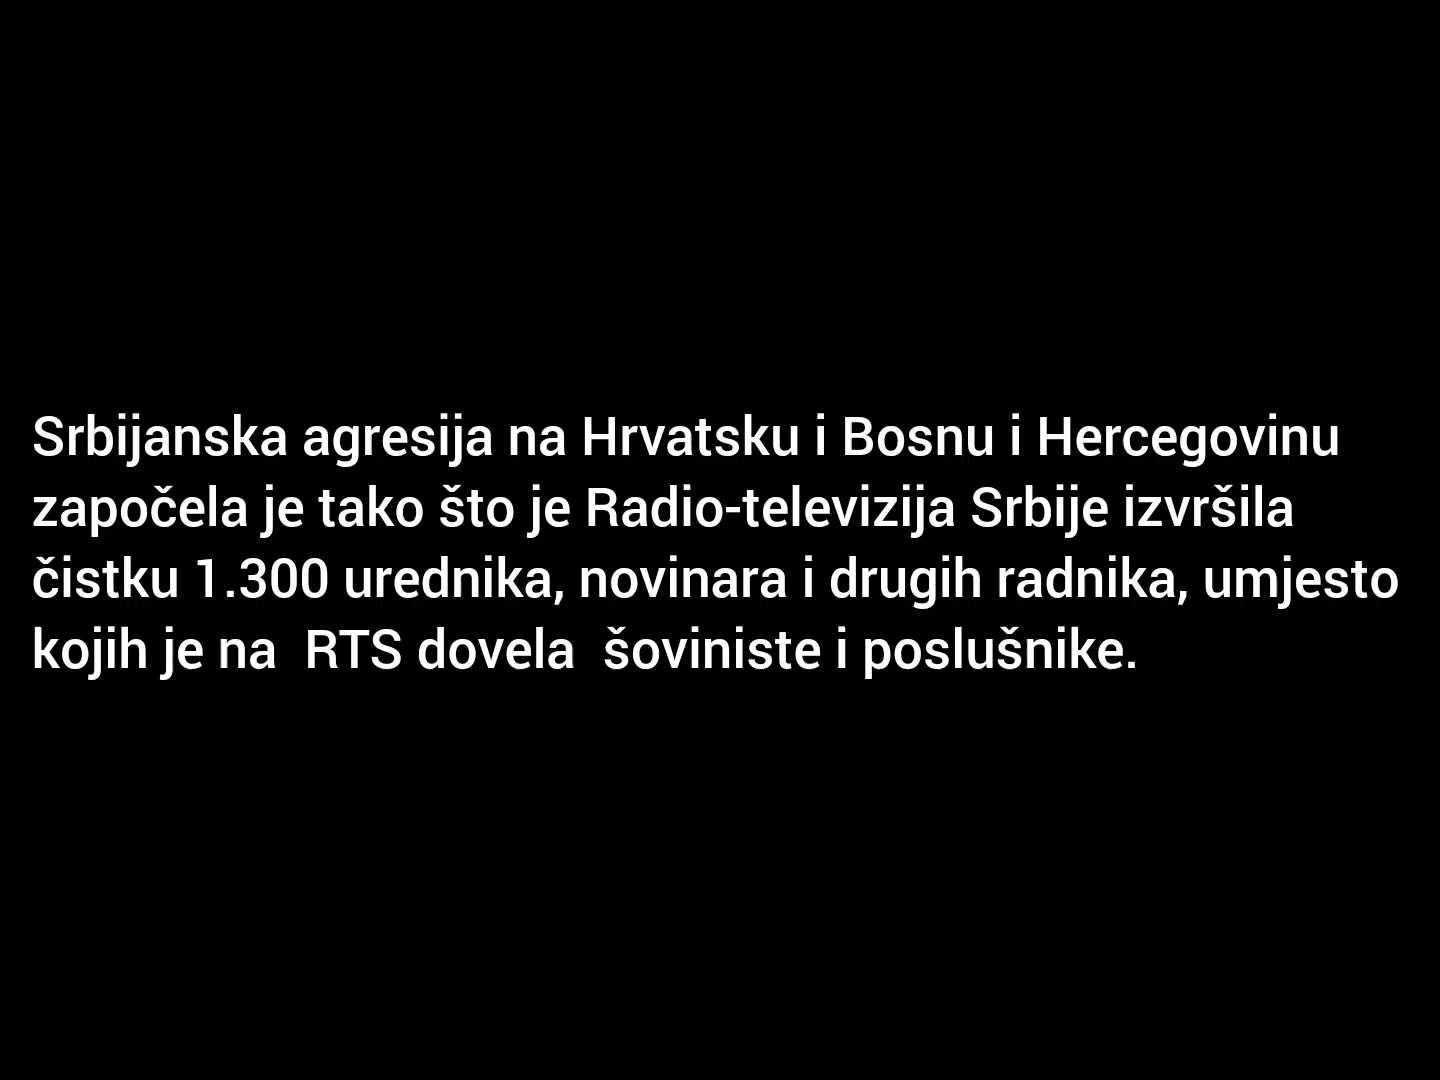 Srbijanska agresija na Hrvatsku i Bosnu i Hercegovinu
započela je tako što je Radio-televizija Srbije izvršila
čistku 1.300 urednika, novinara i drugih radnika, umjesto
kojih je na  RTS dovela  šoviniste i poslušnike.